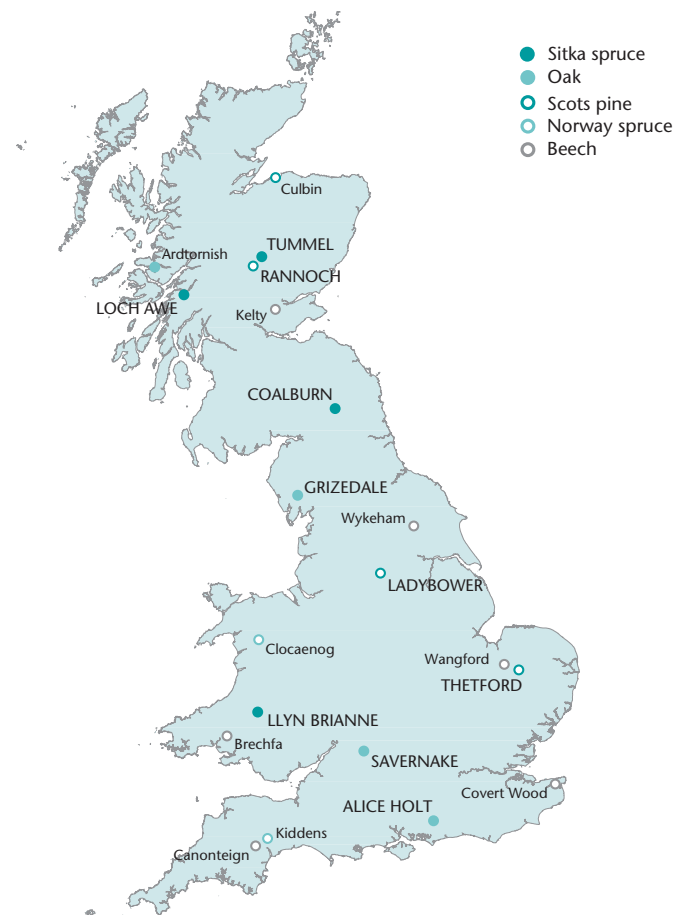 Sitka spruce
Oak
Scots pine
Norway spruce
Beech
Culbin
TUMMEL
Ardtornish
RANNOCH
LOCH AWE
Kelty
COALBURN
GRIZEDALE
Wykeham
LADYBOWER
Clocaenog
Wangford
THETFORD
LLYN BRIANNE
Brechfa
SAVERNAKE
Covert Wood
ALICE HOLT
Kiddens
Canonteign